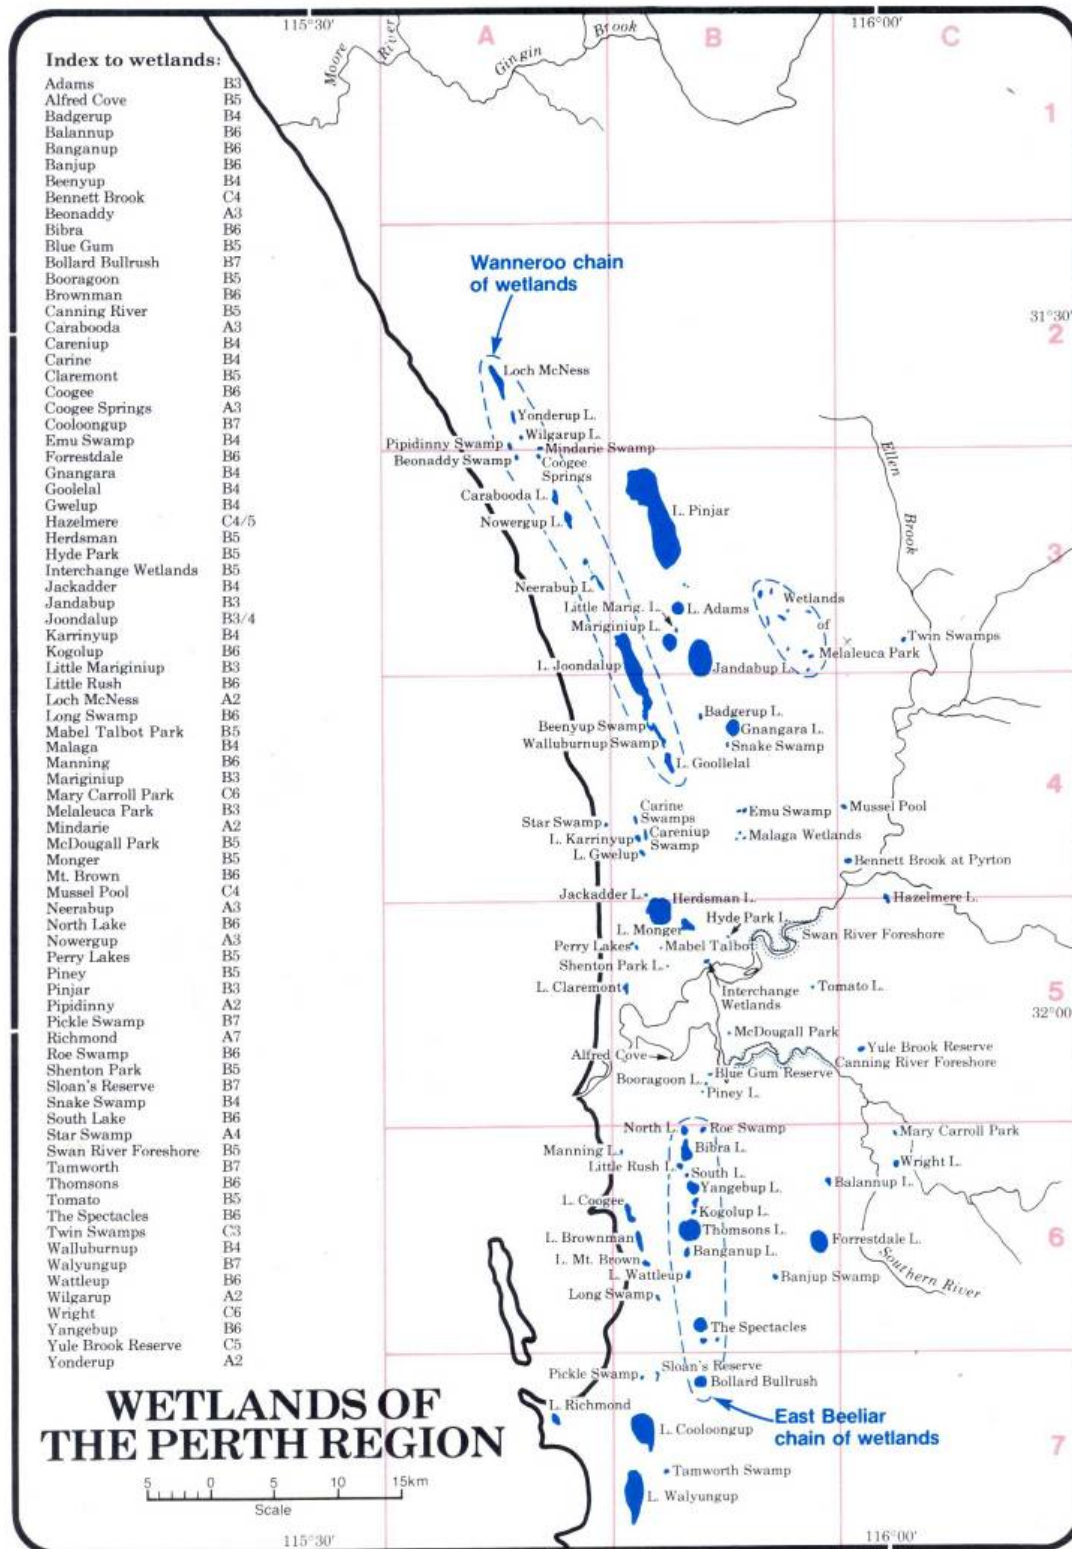 115°30'
116°00'
A
B
C
Moore
River
Gingin
Brook
Index to wetlands:
Adams B3
Alfred Cove B5
Badgerup B4
Balannup B6
Banganup B6
Banjup B6
Beenyup B4
Bennett Brook C4
Beonaddy A3
Bibra B6
Blue Gum B5
Bollard Bullrush B7
Booragoon B5
Brownman B6
Canning River B5
Carabooda A3
Careniup B4
Carine B4
Claremont B5
Coogee B6
Coogee Springs A3
Cooloongup B7
Emu Swamp B4
Forrestdale B6
Gnangara B4
Goolelal B4
Gwelup B4
Hazelmere C4/5
Herdsman B5
Hyde Park B5
Interchange Wetlands B5
Jackadder B4
Jandabup B3
Joondalup B3/4
Karrinyup B4
Kogolup B6
Little Mariginiup B3
Little Rush B6
Loch McNess A2
Long Swamp B6
Mabel Talbot Park B5
Malaga B4
Manning B6
Mariginiup B3
Mary Carroll Park C6
Melaleuca Park B3
Mindarie A2
McDougall Park B5
Monger B5
Mt. Brown B6
Mussel Pool C4
Neerabup A3
North Lake B6
Nowergup A3
Perry Lakes B5
Piney B5
Pinjar B3
Pipidinny A2
Pickle Swamp B7
Richmond A7
Roe Swamp B6
Shenton Park B5
Sloan's Reserve B7
Snake Swamp B4
South Lake B6
Star Swamp A4
Swan River Foreshore B5
Tamworth B7
Thomsons B6
Tomato B5
The Spectacles B6
Twin Swamps C3
Walluburnup B4
Walyungup B7
Wattleup B6
Wilgarup A2
Wright C6
Yangebup B6
Yule Brook Reserve C5
Yonderup A2
1
Wanneroo chain
of wetlands
31°30'
2
Loch McNess
Yonderup L.
Wilgarup L.
Pipidinny Swamp
Mindarie Swamp
Beonaddy Swamp
Coogee
Springs
Ellen
Brook
Carabooda L.
L. Pinjar
Nowergup L.
3
Neerabup L.
Wetlands
of
Melaleuca Park
Little Marig. L.
L. Adams
Mariginiup L.
Twin Swamps
L. Joondalup
Jandabup L.
Badgerup L.
Beenyup Swamp
Gnangara L.
Walluburnup Swamp
Snake Swamp
L. Goollelal
4
Carine
Swamps
Emu Swamp
Mussel Pool
Star Swamp
L. Karrinyup
Careniup
Swamp
Malaga Wetlands
L. Gwelup
Bennett Brook at Pyrton
Jackadder L.
Herdsman L.
Hazelmere L.
Hyde Park L.
L. Monger
Swan River Foreshore
Perry Lakes
Mabel Talbot
Shenton Park L.
L. Claremont
Interchange
Wetlands
Tomato L.
5
32°00'
McDougall Park
Yule Brook Reserve
Alfred Cove
Canning River Foreshore
Blue Gum Reserve
Booragoon L.
Piney L.
North L.
Roe Swamp
Mary Carroll Park
Manning L.
Bibra L.
Little Rush L.
South L.
Wright L.
Yangebup L.
Balannup L.
L. Coogee
Kogolup L.
Thomsons L.
L. Brownman
Forrestdale L.
6
Banganup L.
L. Mt. Brown
L. Wattleup
Banjup Swamp
Southern River
Long Swamp
The Spectacles
Sloan's Reserve
Pickle Swamp
Bollard Bullrush
L. Richmond
East Beeliar
chain of wetlands
L. Cooloongup
7
Tamworth Swamp
L. Walyungup
WETLANDS OF
THE PERTH REGION
5 0 5 10 15km
Scale
115°30'
116°00'